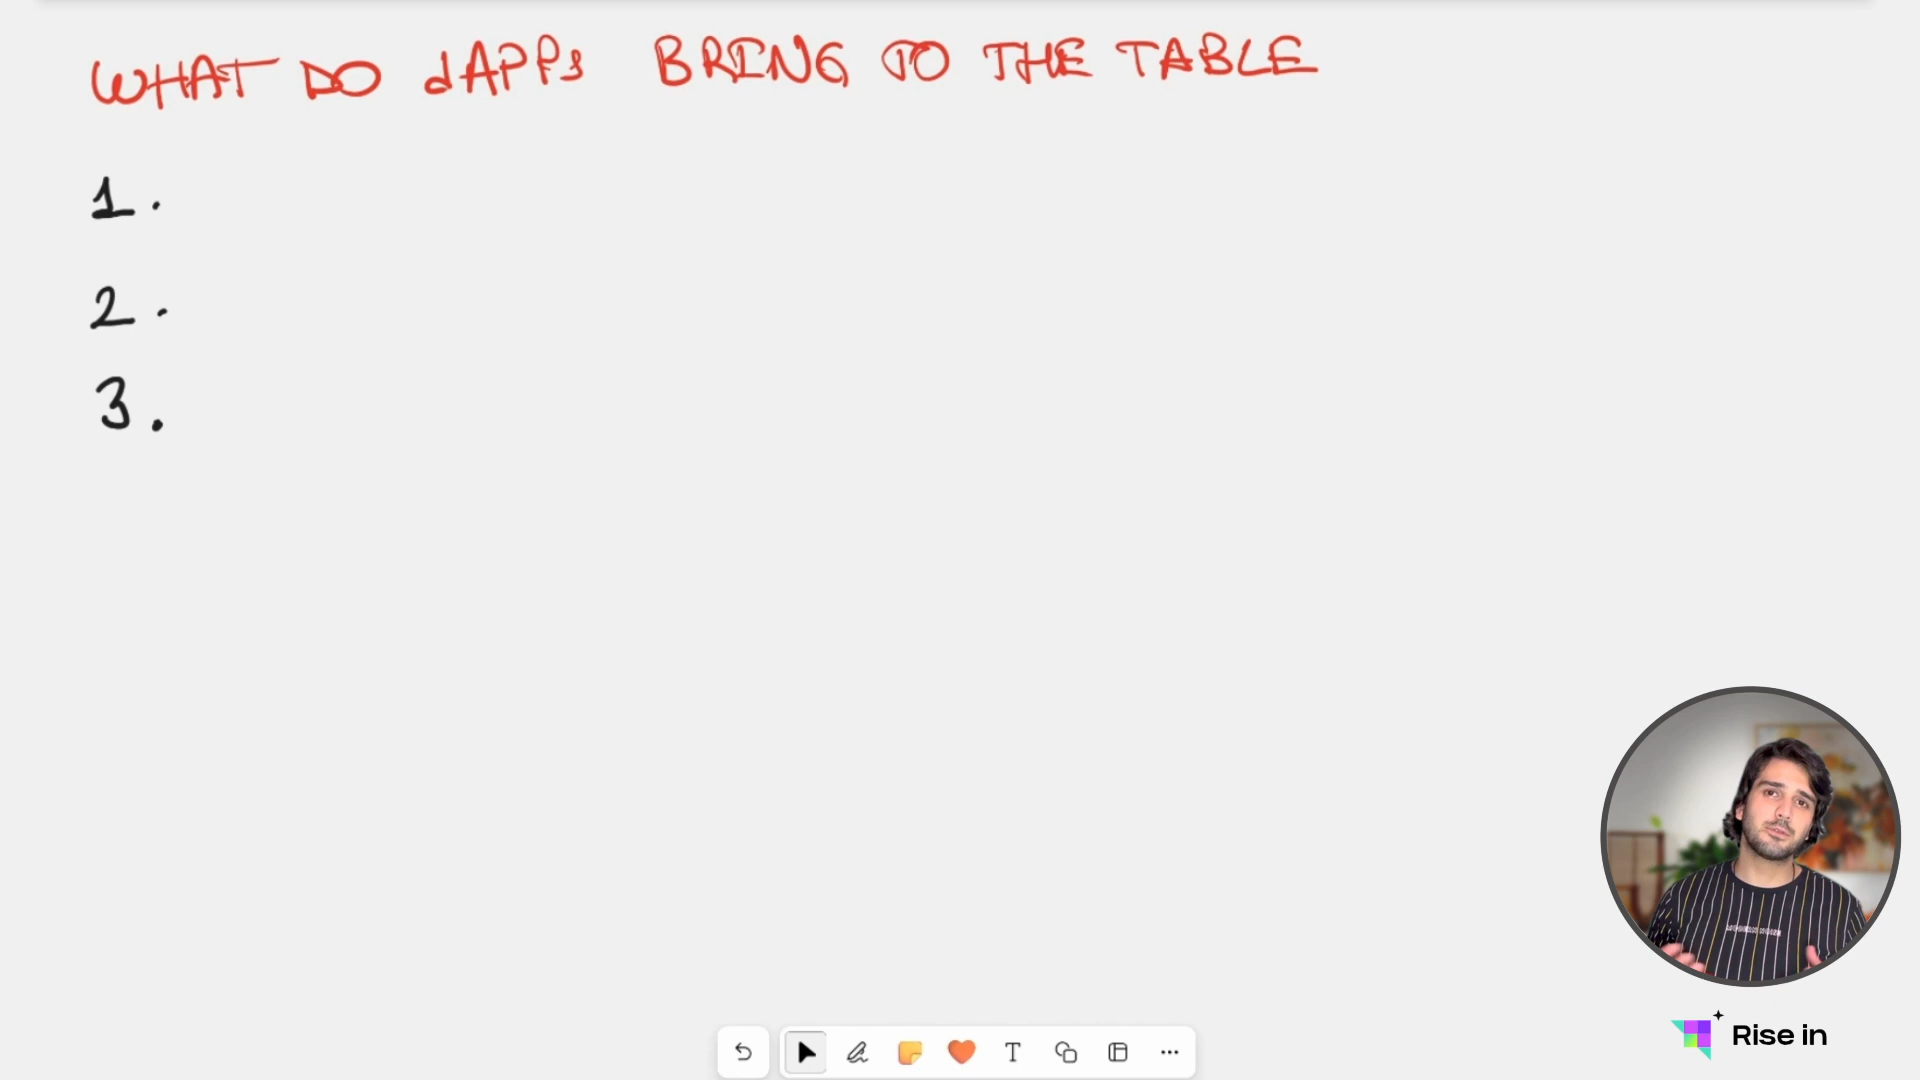 WHAT DO dAPPs BRING TO THE TABLE
1.
2.
3.
T
Rise in